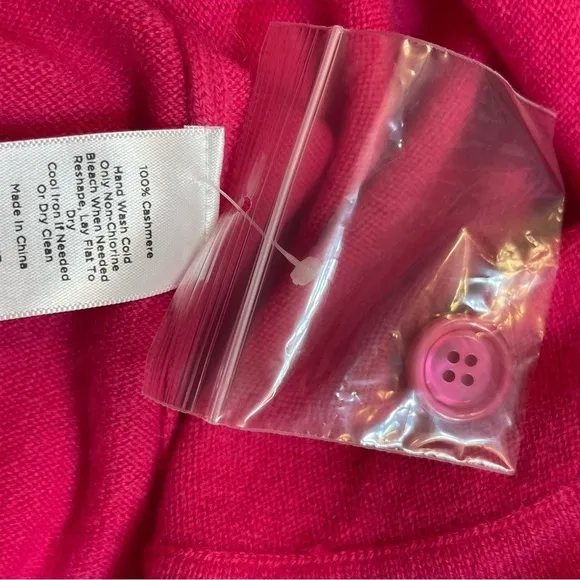 100% Cashmere
Hand Wash Cold
Only Non-Chlorine
Bleach When Needed
Reshape, Lay Flat To
Dry
Cool Iron If Needed
Or Dry Clean
Made In China